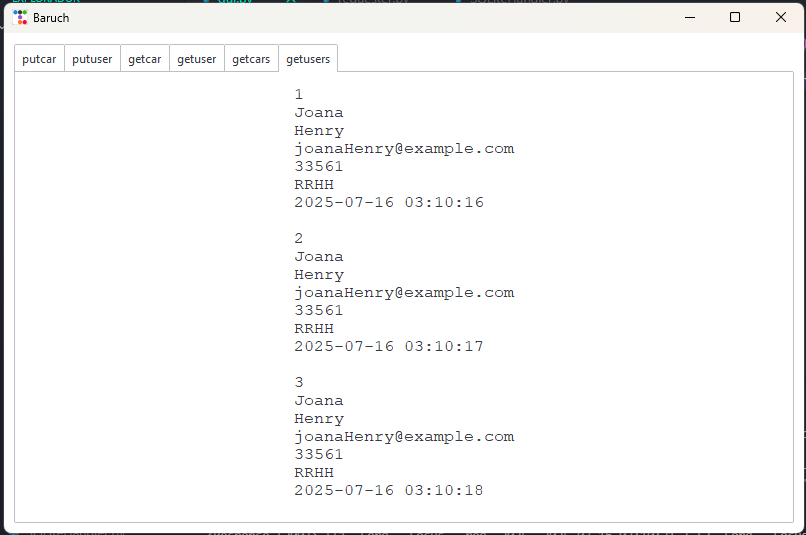 Baruch
putcar putuser getcar getuser getcars getusers
1
Joana
Henry
joanaHenry@example.com
33561
RRHH
2025-07-16 03:10:16
2
Joana
Henry
joanaHenry@example.com
33561
RRHH
2025-07-16 03:10:17
3
Joana
Henry
joanaHenry@example.com
33561
RRHH
2025-07-16 03:10:18